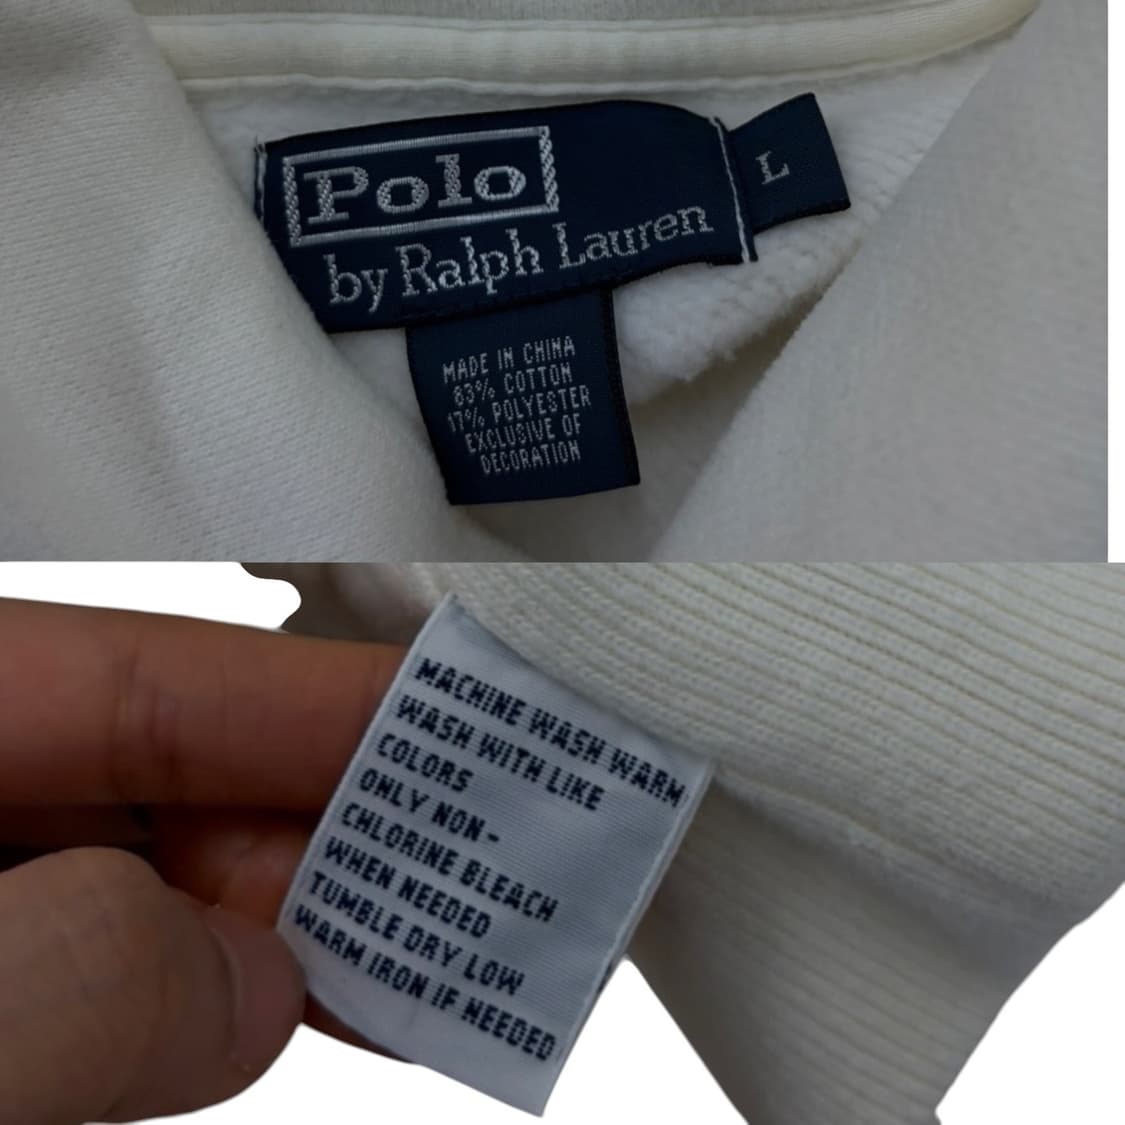 Polo
by Ralph Lauren
L
MADE IN CHINA
83% COTTON
17% POLYESTER
EXCLUSIVE OF
DECORATION
MACHINE WASH WARM
WASH WITH LIKE
COLORS
ONLY NON-
CHLORINE BLEACH
WHEN NEEDED
TUMBLE DRY LOW
WARM IRON IF NEEDED